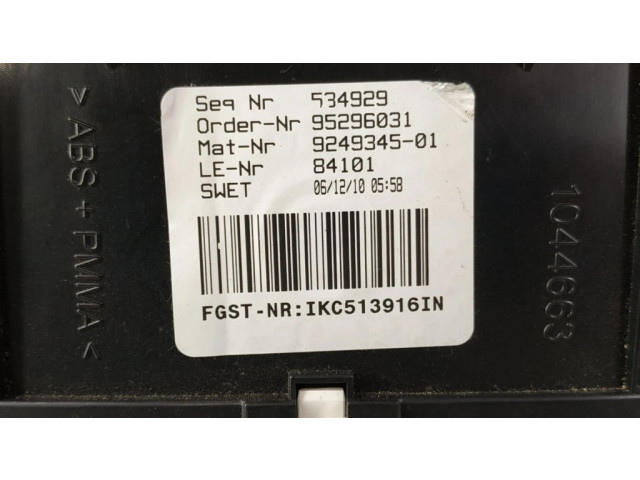 Seq Nr 534929
Order-Nr 95296031
Mat-Nr 9249345-01
LE-Nr 84101
SWET 06/12/10 05:58
FGST-NR:IKC513916IN
> ABS + PMMA <
1044663